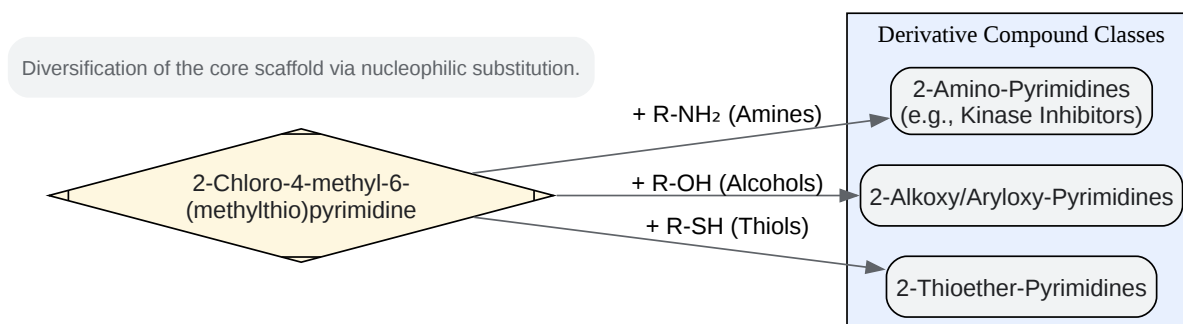 Derivative Compound Classes
Diversification of the core scaffold via nucleophilic substitution.
2-Amino-Pyrimidines
(e.g., Kinase Inhibitors)
+ R-NH₂ (Amines)
2-Chloro-4-methyl-6-
(methylthio)pyrimidine
+ R-OH (Alcohols)
2-Alkoxy/Aryloxy-Pyrimidines
+ R-SH (Thiols)
2-Thioether-Pyrimidines